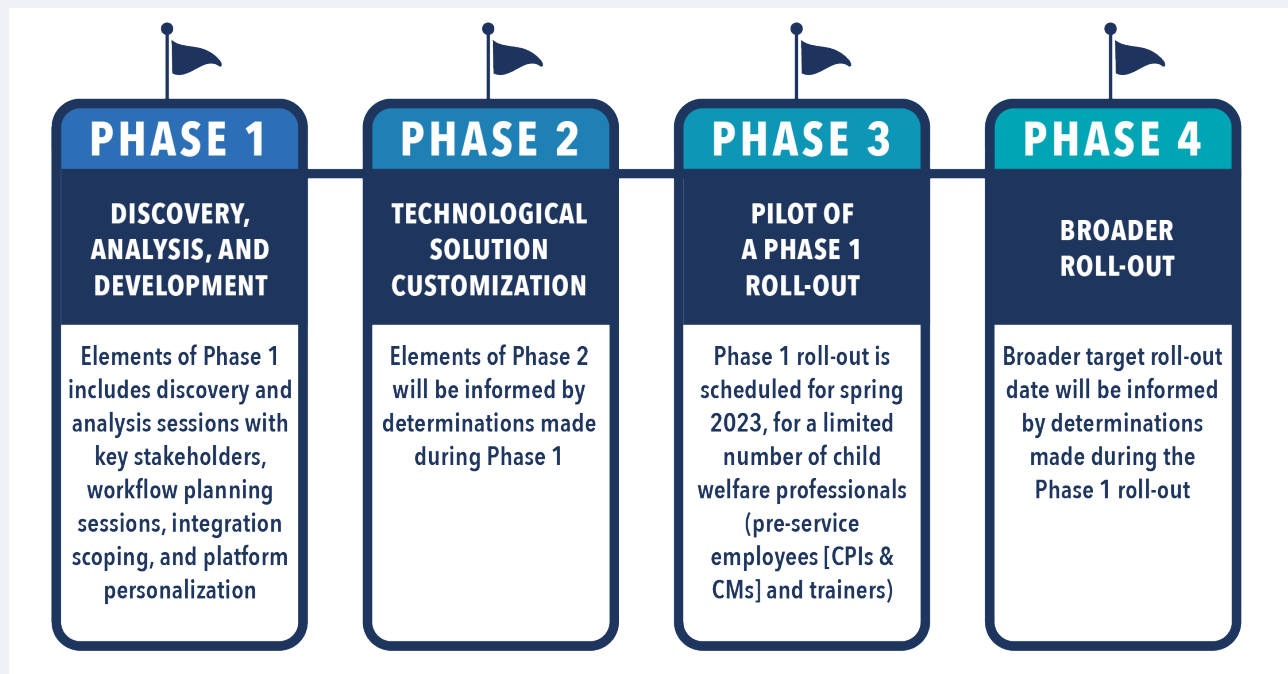 PHASE 1
DISCOVERY,
ANALYSIS, AND
DEVELOPMENT
Elements of Phase 1
includes discovery and
analysis sessions with
key stakeholders,
workflow planning
sessions, integration
scoping, and platform
personalization
PHASE 2
TECHNOLOGICAL
SOLUTION
CUSTOMIZATION
Elements of Phase 2
will be informed by
determinations made
during Phase 1
PHASE 3
PILOT OF
A PHASE 1
ROLL-OUT
Phase 1 roll-out is
scheduled for spring
2023, for a limited
number of child
welfare professionals
(pre-service
employees [CPIs &
CMs] and trainers)
PHASE 4
BROADER
ROLL-OUT
Broader target roll-out
date will be informed
by determinations
made during the
Phase 1 roll-out